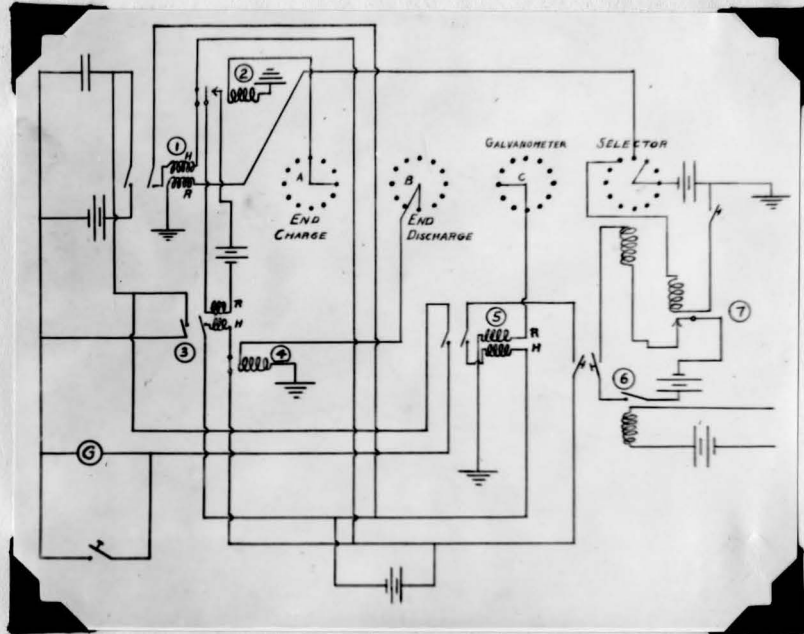 ②
①
H
R
A
END
CHARGE
B
END
DISCHARGE
GALVANOMETER
C
SELECTOR
③
R
H
④
⑤
R
H
⑥
⑦
G